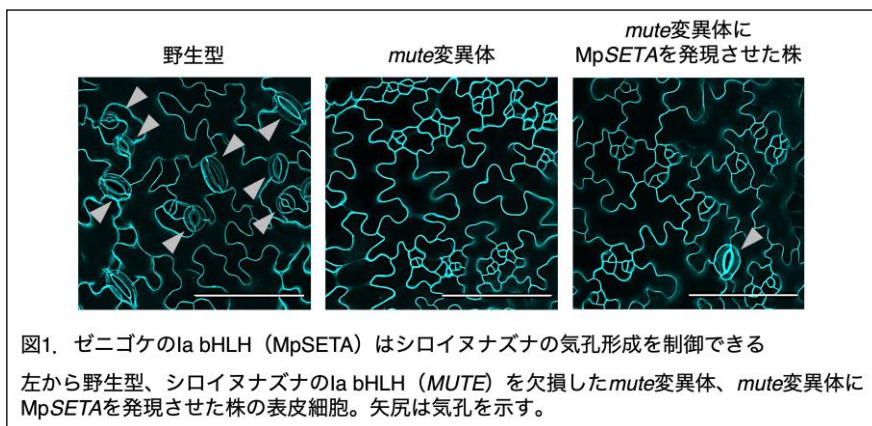 野生型
mute変異体
mute変異体に
MpSETAを発現させた株
図1. ゼニゴケのIa bHLH（MpSETA）はシロイヌナズナの気孔形成を制御できる
左から野生型、シロイヌナズナのIa bHLH（MUTE）を欠損したmute変異体、mute変異体に
MpSETAを発現させた株の表皮細胞。矢尻は気孔を示す。